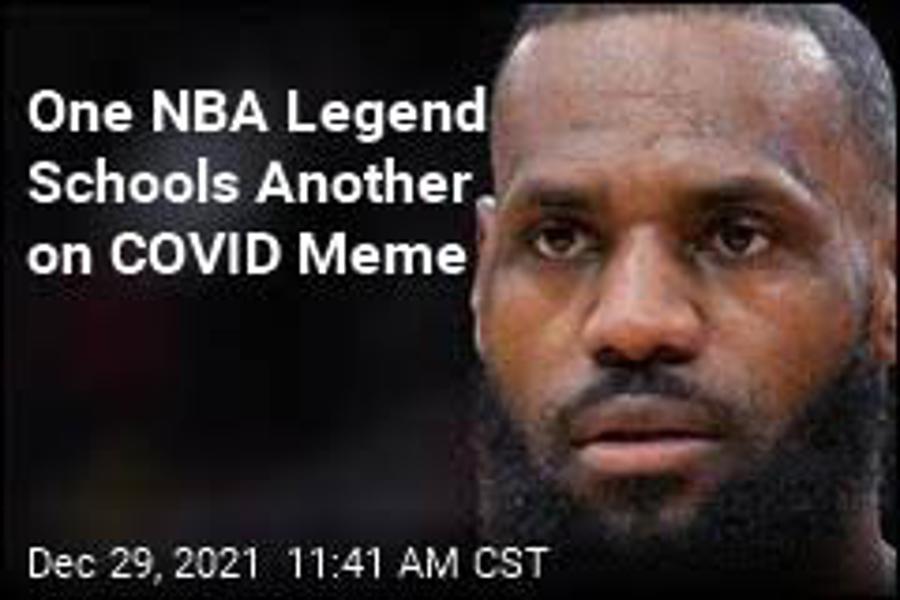 One NBA Legend
Schools Another
on COVID Meme
Dec 29, 2021 11:41 AM CST